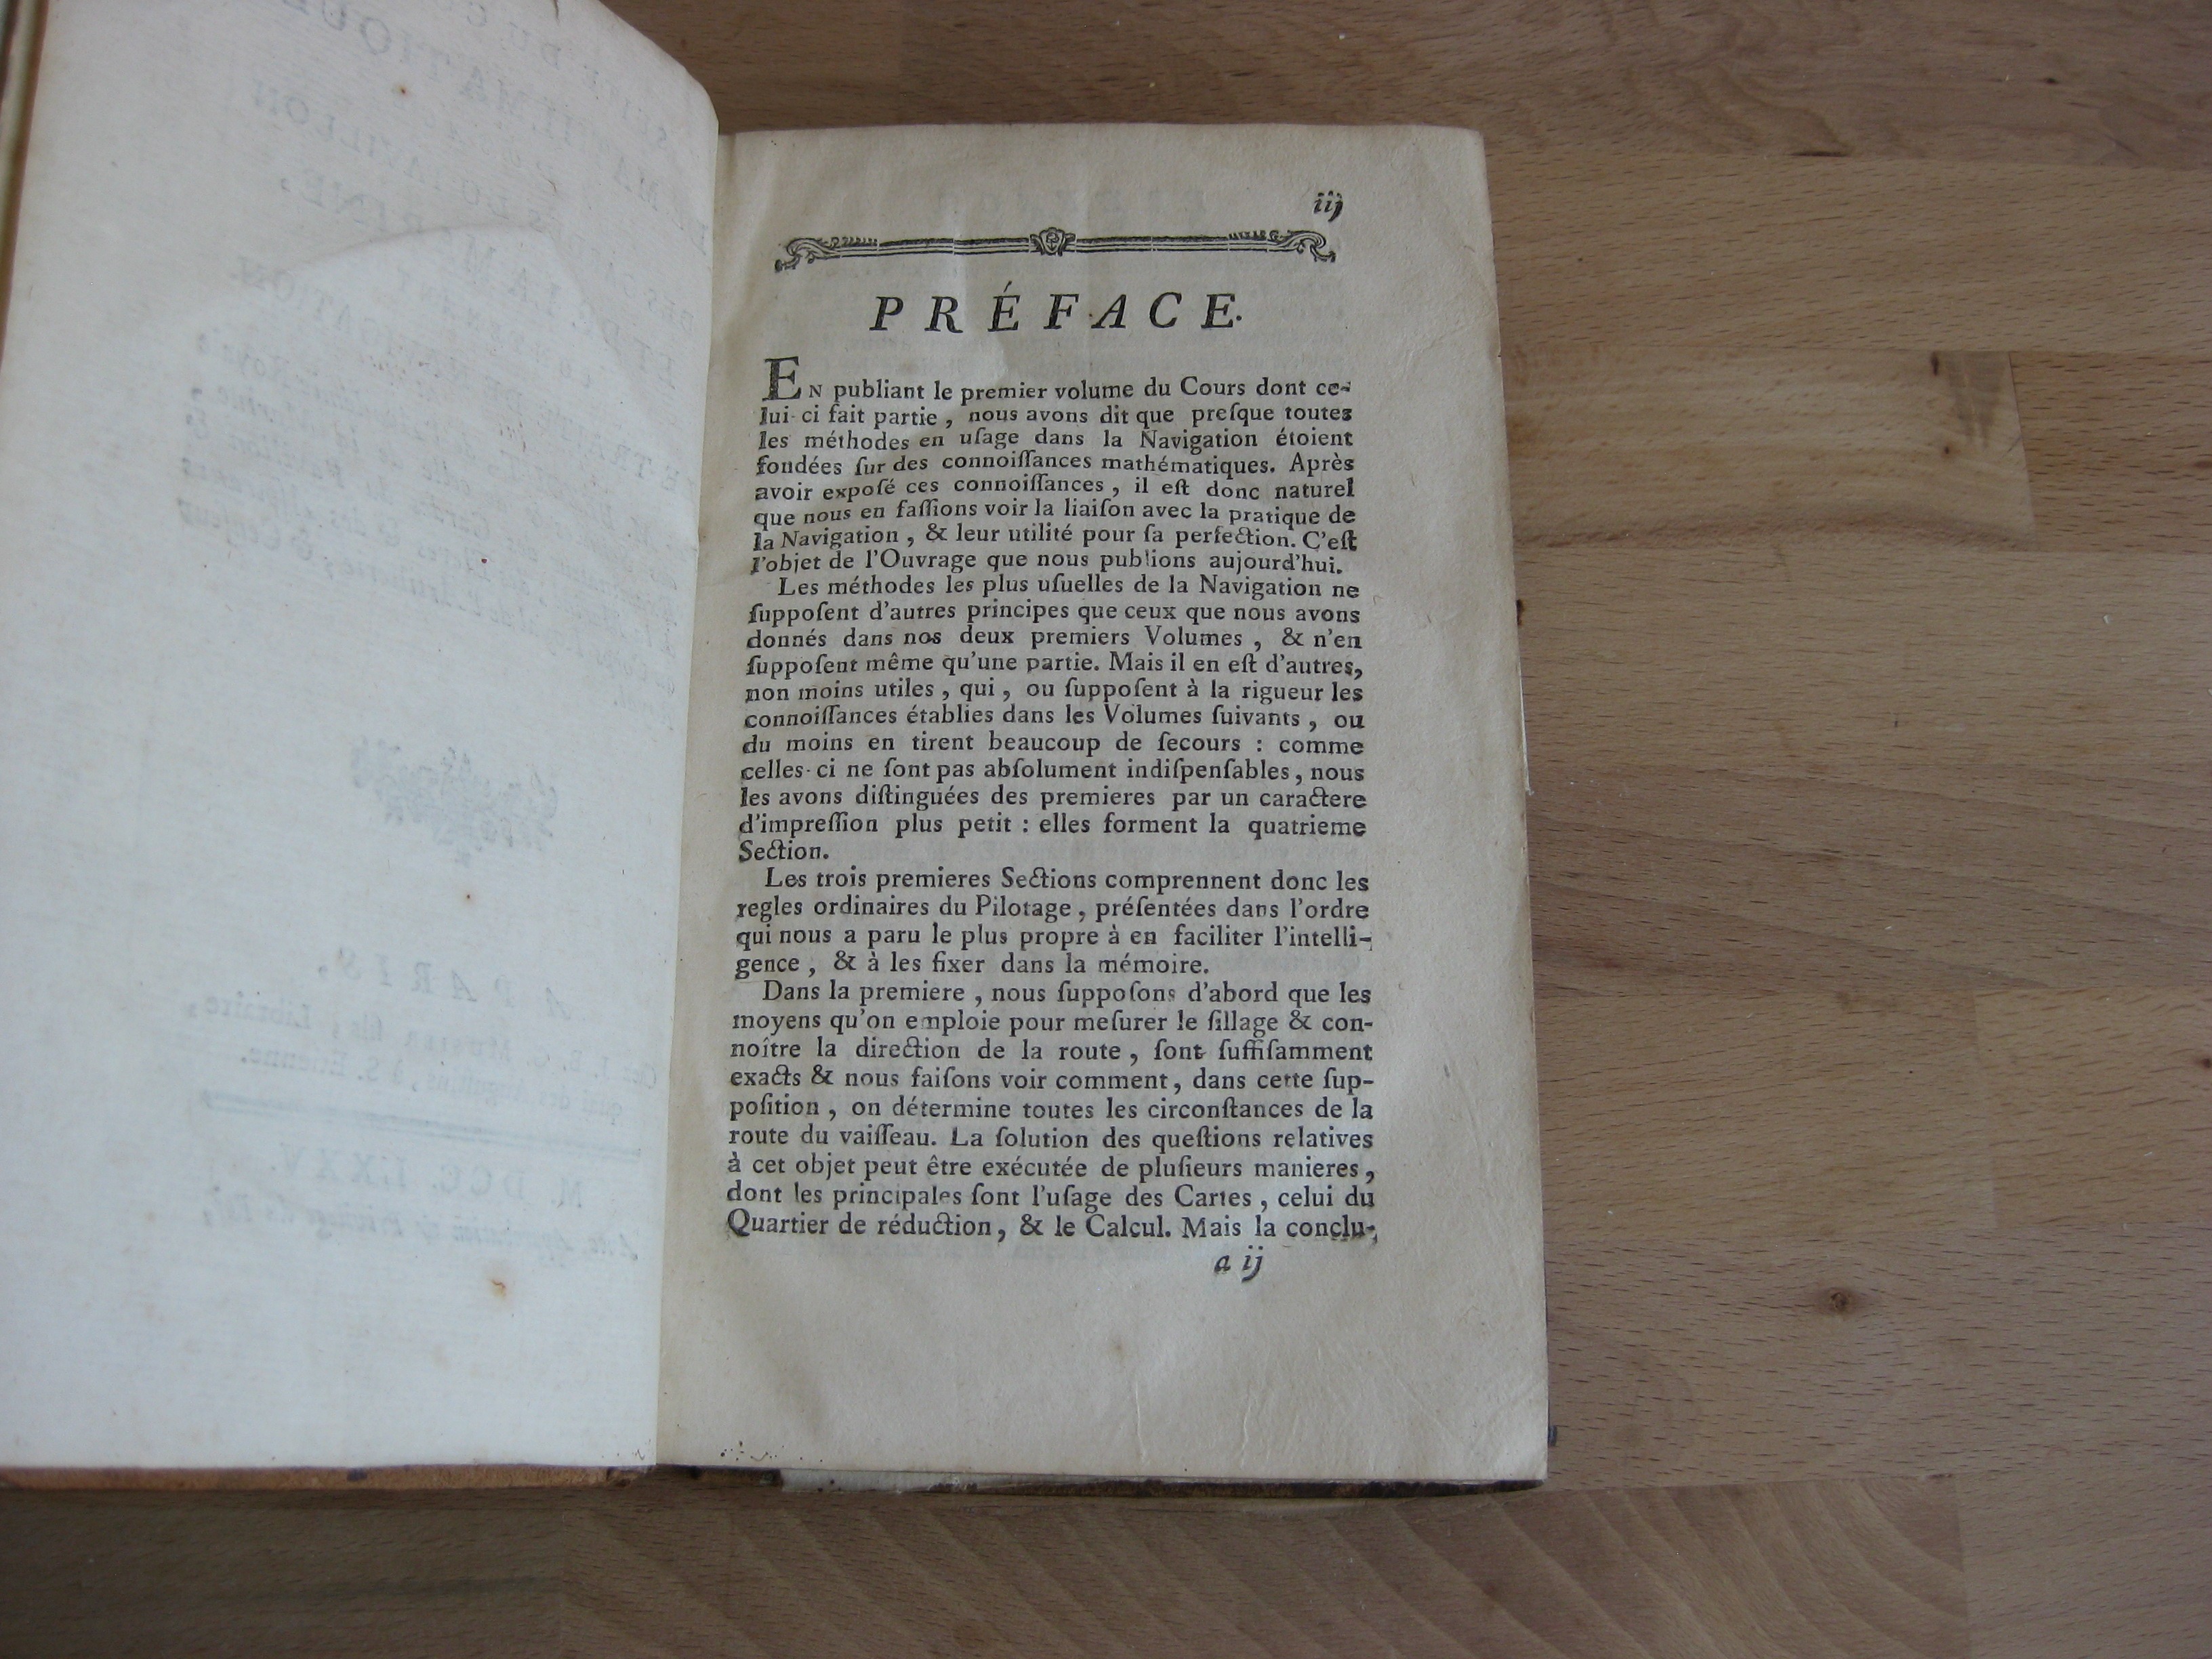 iij
PRÉFACE.
EN publiant le premier volume du Cours dont ce-
lui-ci fait partie, nous avons dit que preſque toutes
les méthodes en uſage dans la Navigation étoient
fondées ſur des connoiſſances mathématiques. Après
avoir expoſé ces connoiſſances, il eſt donc naturel
que nous en faſſions voir la liaiſon avec la pratique de
la Navigation, & leur utilité pour ſa perfection. C'eſt
l'objet de l'Ouvrage que nous publions aujourd'hui.
Les méthodes les plus uſuelles de la Navigation ne
ſuppoſent d'autres principes que ceux que nous avons
donnés dans nos deux premiers Volumes, & n'en
ſuppoſent même qu'une partie. Mais il en eſt d'autres,
non moins utiles, qui, ou ſuppoſent à la rigueur les
connoiſſances établies dans les Volumes ſuivants, ou
du moins en tirent beaucoup de ſecours : comme
celles-ci ne ſont pas abſolument indiſpenſables, nous
les avons diſtinguées des premieres par un caractere
d'impreſſion plus petit : elles forment la quatrieme
Section.
Les trois premieres Sections comprennent donc les
regles ordinaires du Pilotage, préſentées dans l'ordre
qui nous a paru le plus propre à en faciliter l'intelli-
gence, & à les fixer dans la mémoire.
Dans la premiere, nous ſuppoſons d'abord que les
moyens qu'on emploie pour meſurer le ſillage & con-
noître la direction de la route, ſont ſuffiſamment
exacts & nous faiſons voir comment, dans cette ſup-
poſition, on détermine toutes les circonſtances de la
route du vaiſſeau. La ſolution des queſtions relatives
à cet objet peut être exécutée de pluſieurs manieres,
dont les principales ſont l'uſage des Cartes, celui du
Quartier de réduction, & le Calcul. Mais la conclu-
a ij